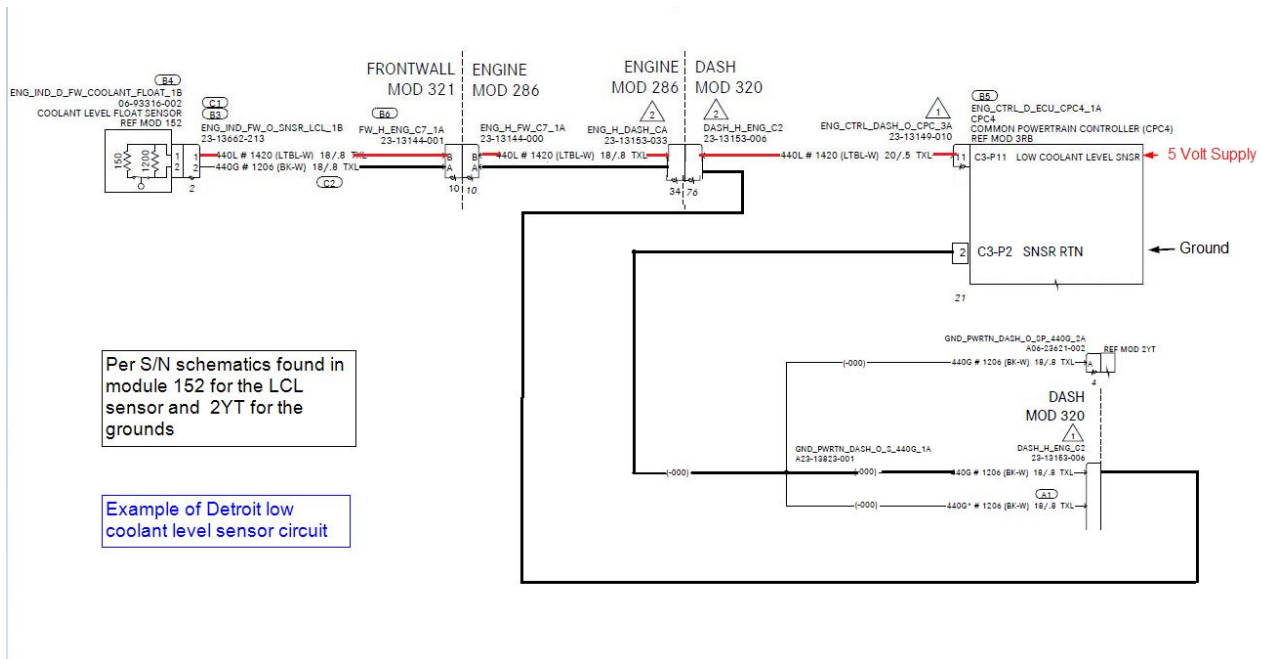 FRONTWALL
MOD 321
ENGINE
MOD 286
ENGINE
MOD 286
DASH
MOD 320
B4
ENG_IND_D_FW_COOLANT_FLOAT_1B
06-93316-002
COOLANT LEVEL FLOAT SENSOR
REF MOD 152
150
1200
1
2
1
2
2
C1
B3
ENG_IND_FW_O_SNSR_LCL_1B
23-13662-213
440L # 1420 (LTBL-W) 18/.8 TXL
440G # 1206 (BK-W) 18/.8 TXL
C2
B6
FW_H_ENG_C7_1A
23-13144-001
B
A
10
B
A
10
ENG_H_FW_C7_1A
23-13144-000
440L # 1420 (LTBL-W) 18/.8 TXL
2
ENG_H_DASH_CA
23-13153-033
34
76
2
DASH_H_ENG_C2
23-13153-006
440L # 1420 (LTBL-W) 20/.5 TXL
1
ENG_CTRL_DASH_O_CPC_3A
23-13149-010
B5
ENG_CTRL_D_ECU_CPC4_1A
CPC4
COMMON POWERTRAIN CONTROLLER (CPC4)
REF MOD 3RB
11 C3-P11 LOW COOLANT LEVEL SNSR
5 Volt Supply
2 C3-P2 SNSR RTN
Ground
21
GND_PWRTN_DASH_O_SP_440G_2A
A06-23621-002
(-000)
440G # 1206 (BK-W) 18/.8 TXL
A
4
REF MOD 2YT
DASH
MOD 320
1
DASH_H_ENG_C2
23-13153-006
GND_PWRTN_DASH_O_S_440G_1A
A23-13823-001
(-000)
(-000)
440G # 1206 (BK-W) 18/.8 TXL
A1
(-000)
440G* # 1206 (BK-W) 18/.8 TXL
Per S/N schematics found in
module 152 for the LCL
sensor and 2YT for the
grounds
Example of Detroit low
coolant level sensor circuit